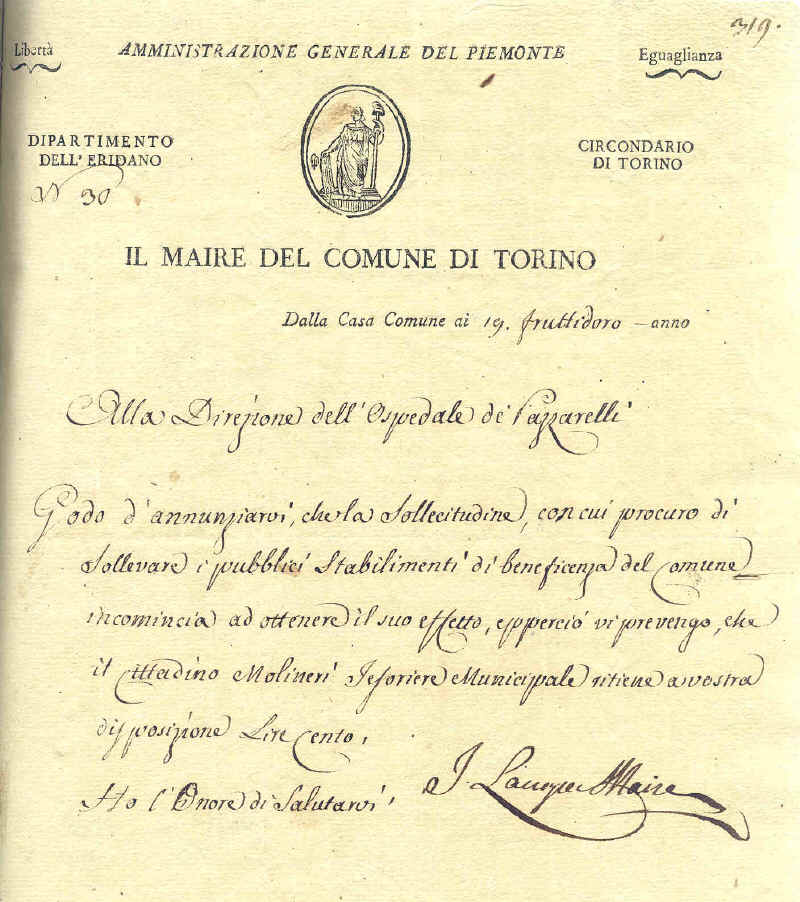 319.
Libertà
AMMINISTRAZIONE GENERALE DEL PIEMONTE
Eguaglianza
DIPARTIMENTO
DELL' ERIDANO
CIRCONDARIO
DI TORINO
N 30
IL MAIRE DEL COMUNE DI TORINO
Dalla Casa Comune ai 19. fruttidoro - anno
Alla Direzione dell'Ospedale de' Pazzarelli
Godo d'annunziarvi, che la Sollecitudine, con cui procuro di
Sollevare i pubblici Stabilimenti di beneficenza del Comune
incomincia ad ottenere il suo effetto, epperciò vi prevengo, che
il Cittadino Molineri Tesoriere Municipale ritiene a vostra
disposizione Lire Cento,
Ho l'Onore di Salutarvi,
Maire